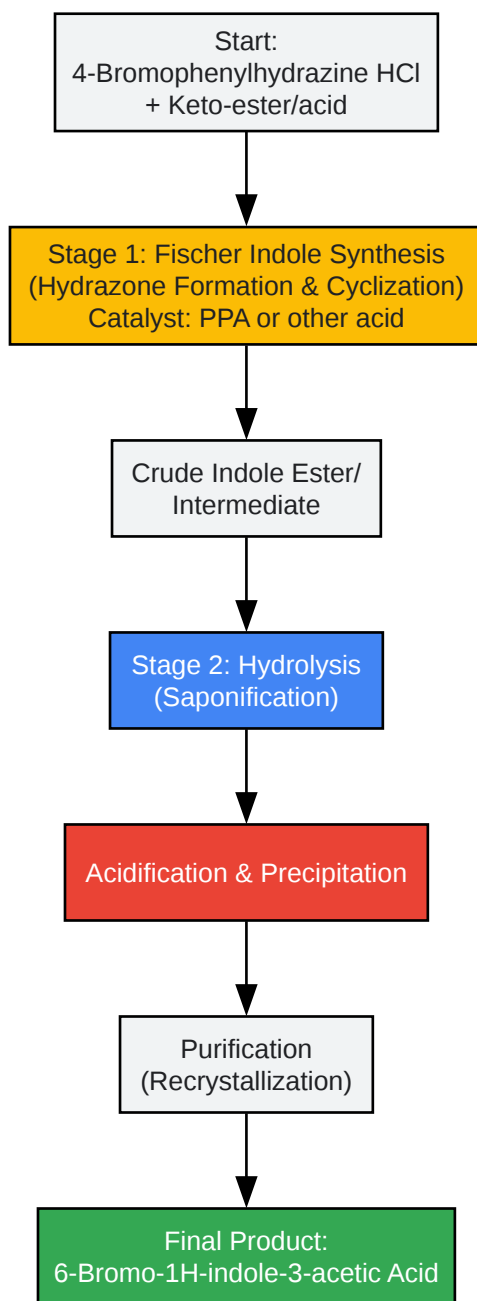 Start:
4-Bromophenylhydrazine HCl
+ Keto-ester/acid
Stage 1: Fischer Indole Synthesis
(Hydrazone Formation & Cyclization)
Catalyst: PPA or other acid
Crude Indole Ester/
Intermediate
Stage 2: Hydrolysis
(Saponification)
Acidification & Precipitation
Purification
(Recrystallization)
Final Product:
6-Bromo-1H-indole-3-acetic Acid